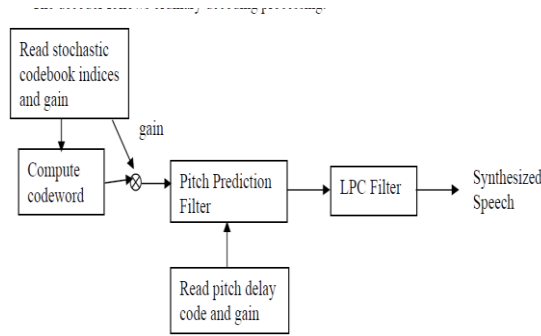 Read stochastic
codebook indices
and gain
gain
Compute
codeword
Pitch Prediction
Filter
LPC Filter
Synthesized
Speech
Read pitch delay
code and gain